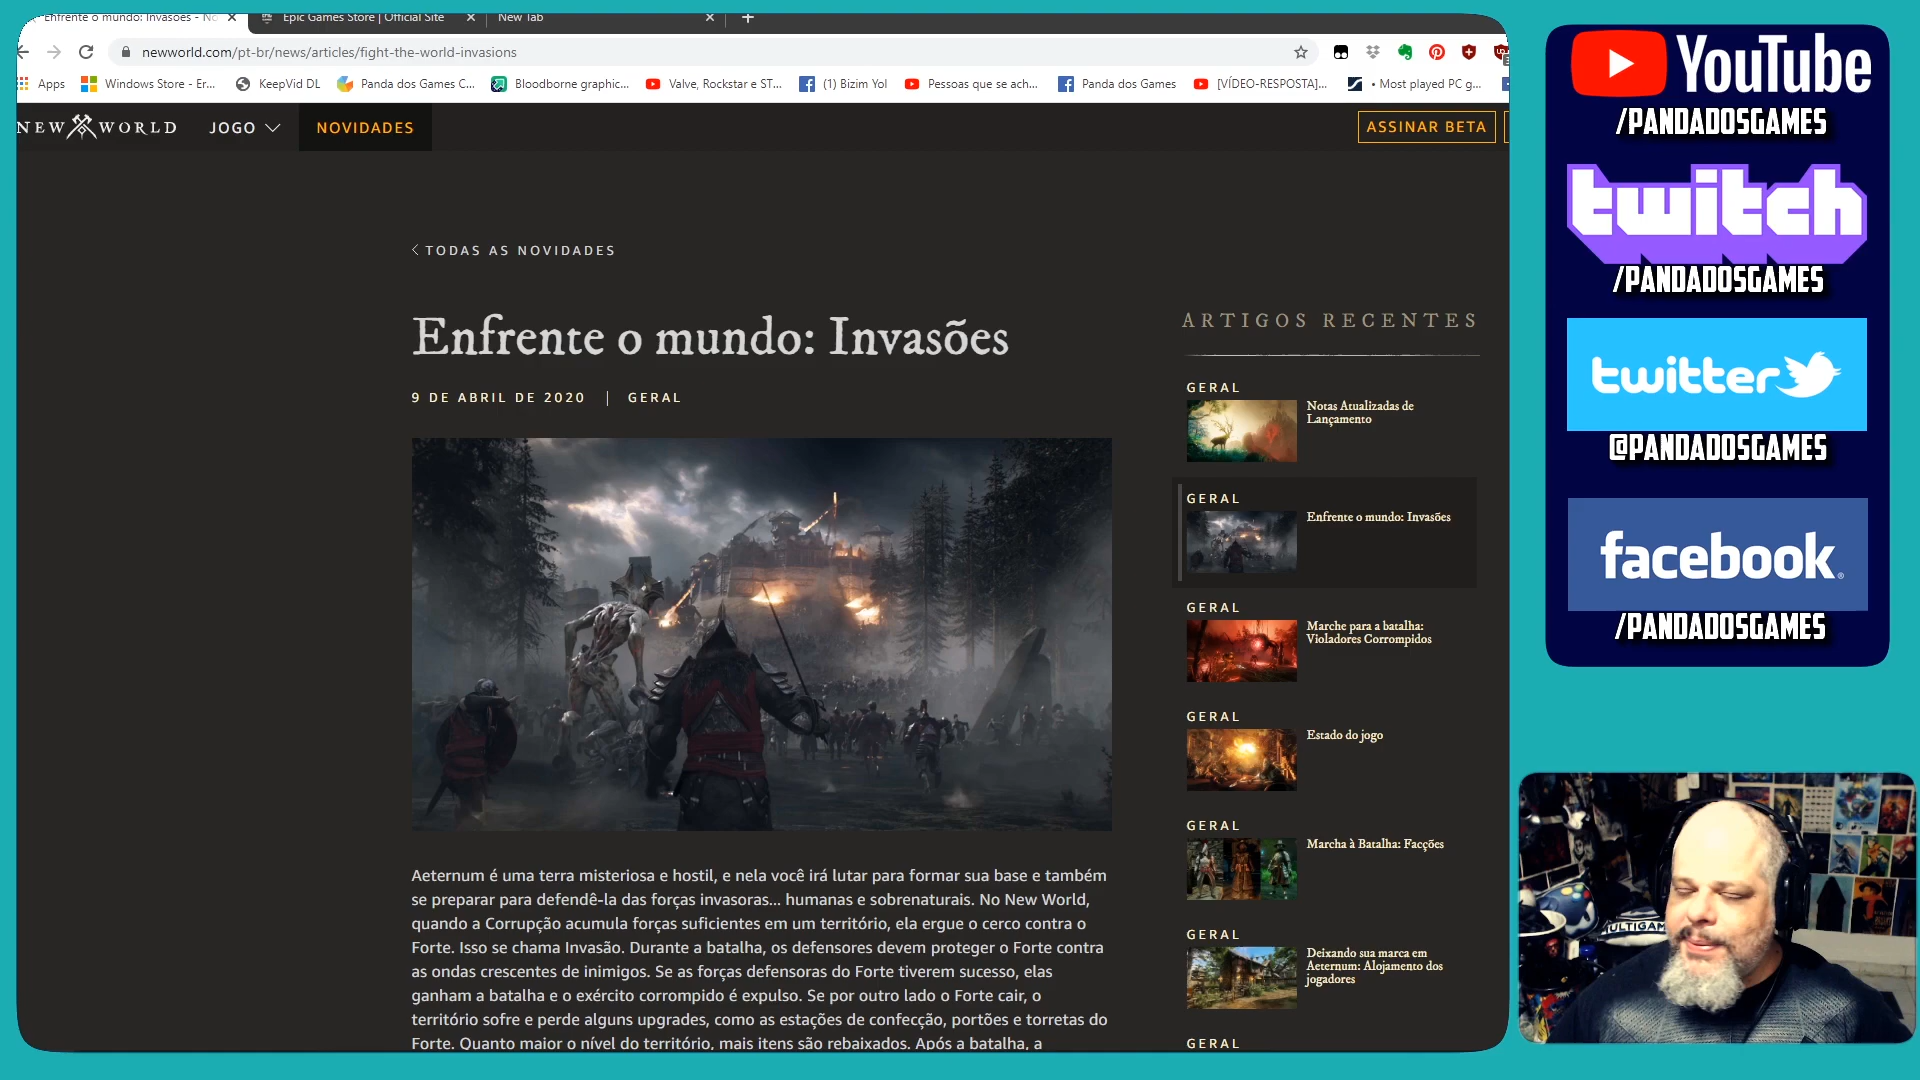 Enfrente o mundo: Invasões - Ne
Epic Games Store | Official Site
New Tab
newworld.com/pt-br/news/articles/fight-the-world-invasions
Apps
Windows Store - Er...
KeepVid DL
Panda dos Games C...
Bloodborne graphic...
Valve, Rockstar e ST...
(1) Bizim Yol
Pessoas que se ach...
Panda dos Games
[VÍDEO-RESPOSTA]...
• Most played PC g...
NEW WORLD
JOGO
NOVIDADES
ASSINAR BETA
TODAS AS NOVIDADES
Enfrente o mundo: Invasões
9 DE ABRIL DE 2020 | GERAL
Aeternum é uma terra misteriosa e hostil, e nela você irá lutar para formar sua base e também
se preparar para defendê-la das forças invasoras... humanas e sobrenaturais. No New World,
quando a Corrupção acumula forças suficientes em um território, ela ergue o cerco contra o
Forte. Isso se chama Invasão. Durante a batalha, os defensores devem proteger o Forte contra
as ondas crescentes de inimigos. Se as forças defensoras do Forte tiverem sucesso, elas
ganham a batalha e o exército corrompido é expulso. Se por outro lado o Forte cair, o
território sofre e perde alguns upgrades, como as estações de confecção, portões e torretas do
Forte. Quanto maior o nível do território, mais itens são rebaixados. Após a batalha, a
ARTIGOS RECENTES
GERAL
Notas Atualizadas de
Lançamento
GERAL
Enfrente o mundo: Invasões
GERAL
Marche para a batalha:
Violadores Corrompidos
GERAL
Estado do jogo
GERAL
Marcha à Batalha: Facções
GERAL
Deixando sua marca em
Aeternum: Alojamento dos
jogadores
GERAL
YouTube
/PANDADOSGAMES
twitch
/PANDADOSGAMES
twitter
@PANDADOSGAMES
facebook
/PANDADOSGAMES